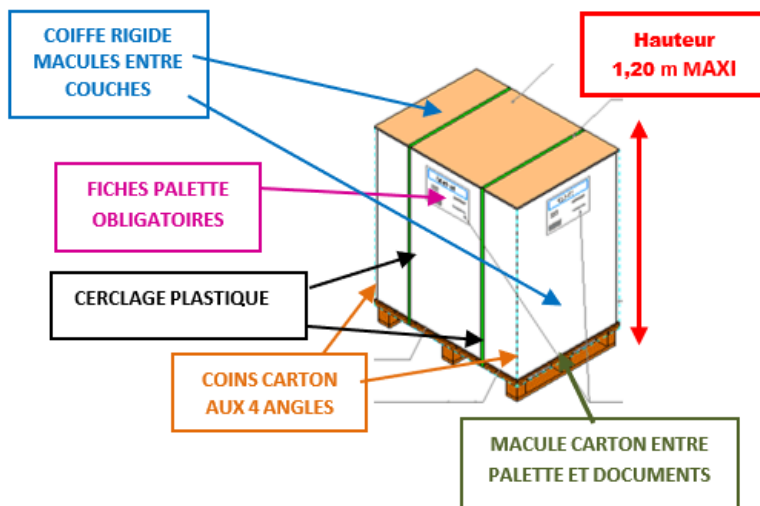 COIFFE RIGIDE
MACULES ENTRE
COUCHES
Hauteur
1,20 m MAXI
FICHES PALETTE
OBLIGATOIRES
CERCLAGE PLASTIQUE
COINS CARTON
AUX 4 ANGLES
MACULE CARTON ENTRE
PALETTE ET DOCUMENTS